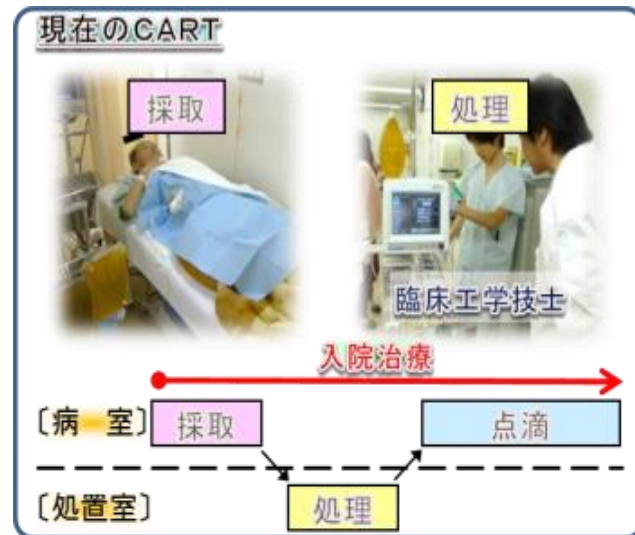 現在のCART
採取
処理
臨床工学技士
入院治療
〔病 室〕
採取
点滴
〔処置室〕
処理